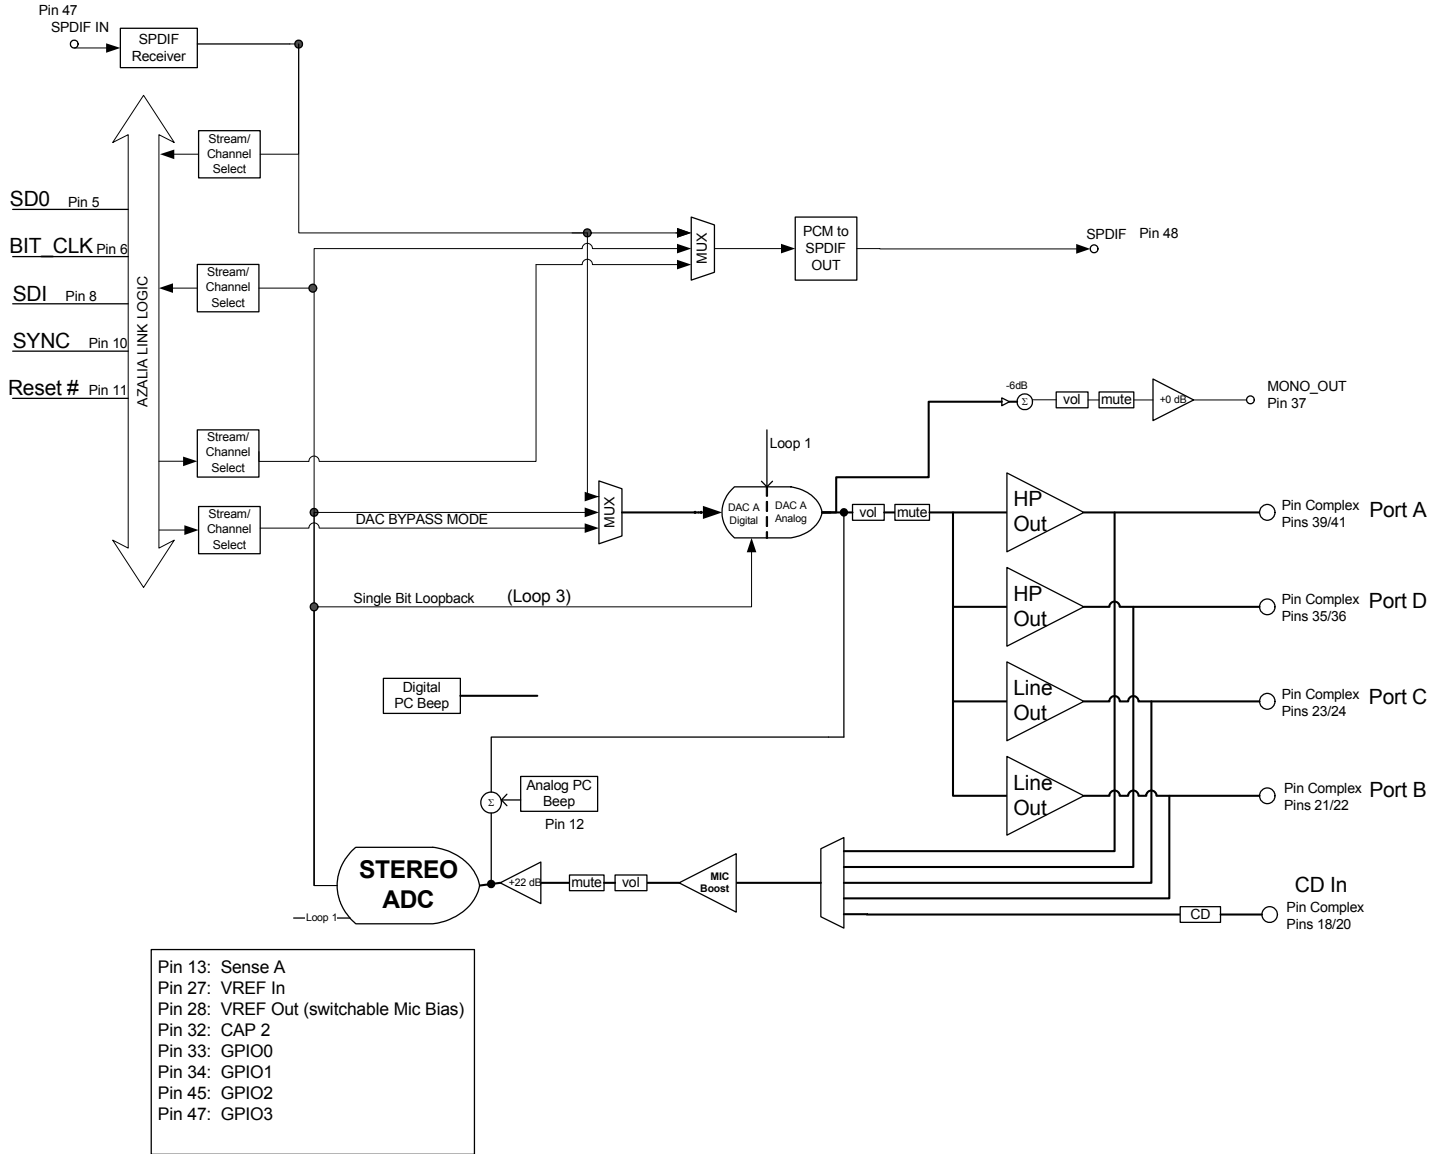 Pin 47
SPDIF IN
SPDIF
Receiver
Stream/
Channel
Select
SD0 Pin 5
BIT_CLK Pin 6
SDI Pin 8
SYNC Pin 10
Reset # Pin 11
AZALIA LINK LOGIC
Stream/
Channel
Select
Stream/
Channel
Select
Stream/
Channel
Select
MUX
PCM to
SPDIF
OUT
SPDIF Pin 48
-6dB
Σ
vol
mute
+0 dB
MONO_OUT
Pin 37
Loop 1
DAC BYPASS MODE
MUX
DAC A
Digital
DAC A
Analog
vol
mute
HP
Out
Pin Complex
Pins 39/41
Port A
Single Bit Loopback (Loop 3)
HP
Out
Pin Complex
Pins 35/36
Port D
Digital
PC Beep
Line
Out
Pin Complex
Pins 23/24
Port C
Σ
Analog PC
Beep
Pin 12
Line
Out
Pin Complex
Pins 21/22
Port B
STEREO
ADC
Loop 1
+22 dB
mute
vol
MIC
Boost
CD
CD In
Pin Complex
Pins 18/20
Pin 13: Sense A
Pin 27: VREF In
Pin 28: VREF Out (switchable Mic Bias)
Pin 32: CAP 2
Pin 33: GPIO0
Pin 34: GPIO1
Pin 45: GPIO2
Pin 47: GPIO3